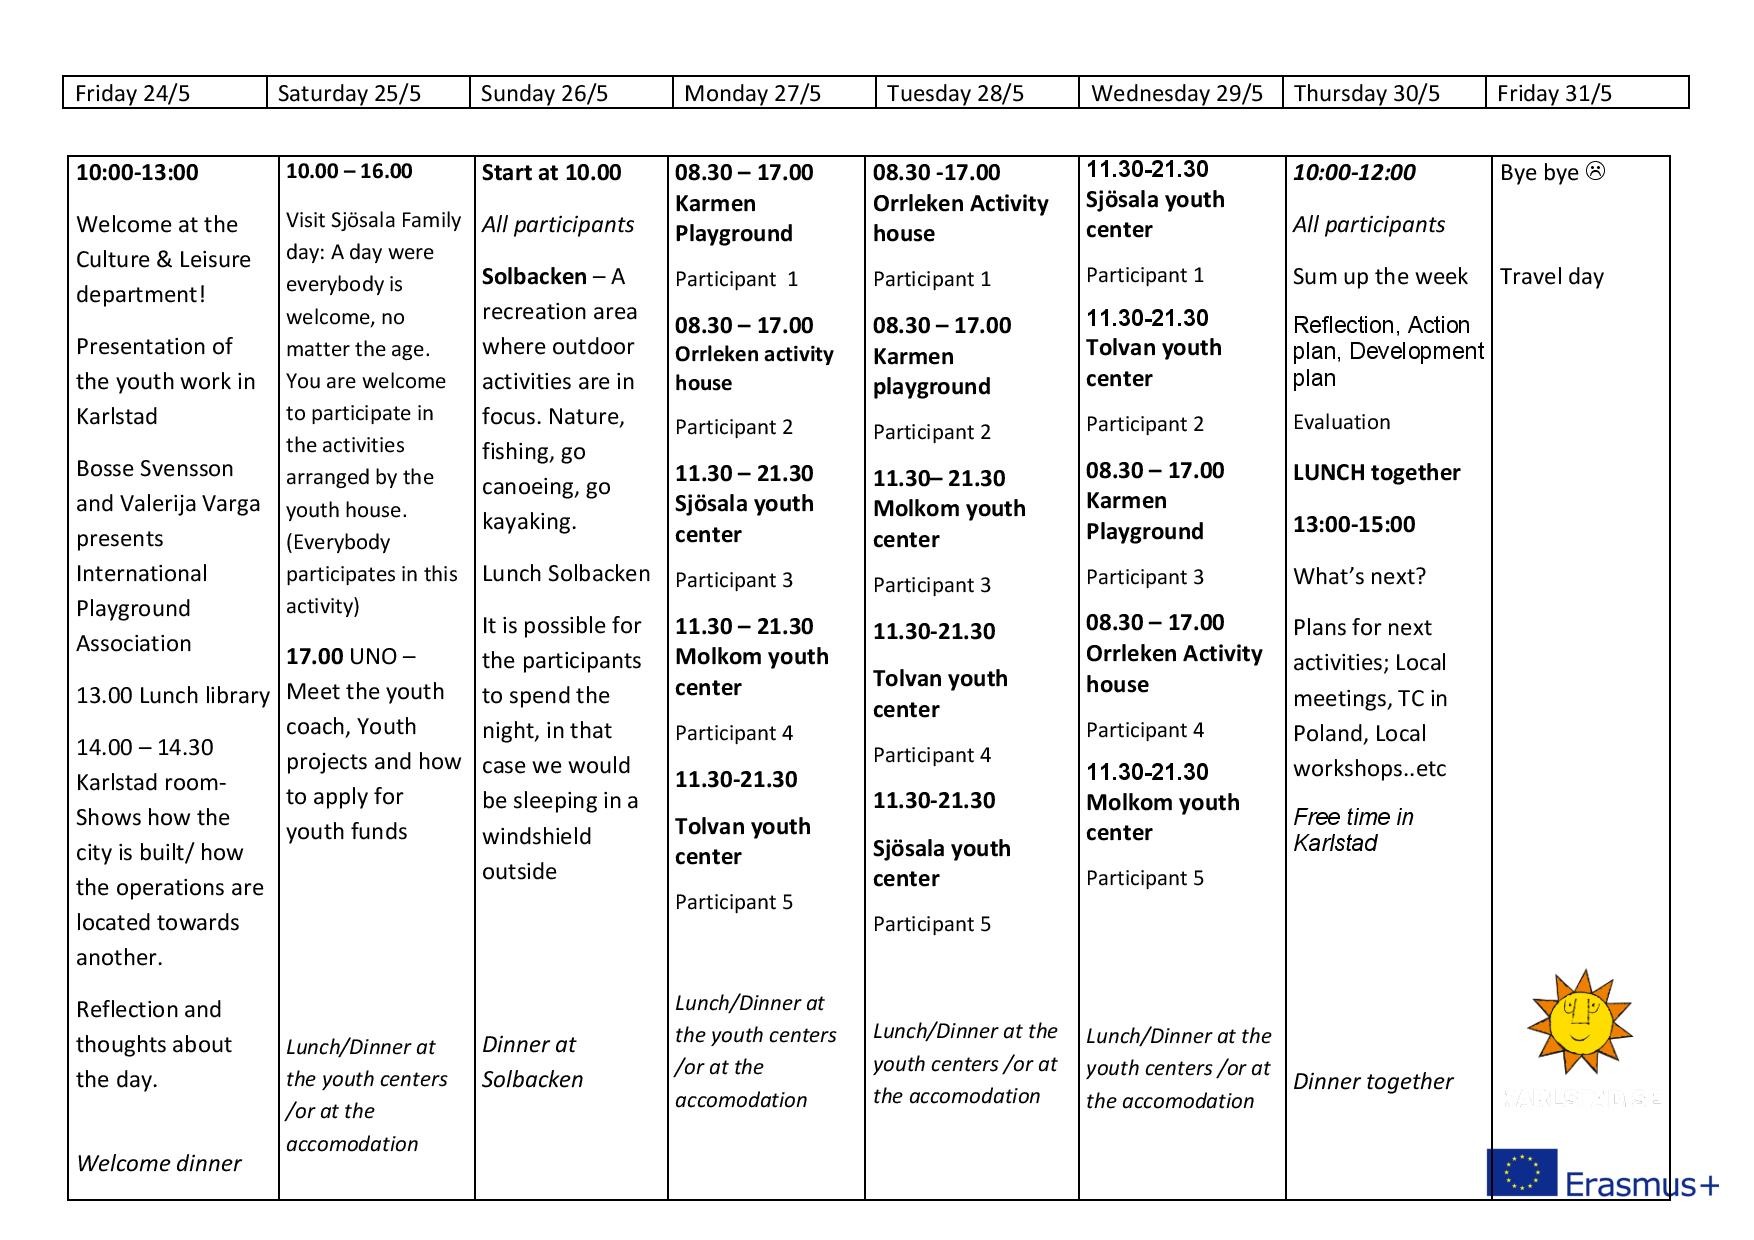 Friday 24/5
Saturday 25/5
Sunday 26/5
Monday 27/5
Tuesday 28/5
Wednesday 29/5
Thursday 30/5
Friday 31/5
10:00-13:00
Welcome at the
Culture & Leisure
department!
Presentation of
the youth work in
Karlstad
Bosse Svensson
and Valerija Varga
presents
International
Playground
Association
13.00 Lunch library
14.00 – 14.30
Karlstad room-
Shows how the
city is built/ how
the operations are
located towards
another.
Reflection and
thoughts about
the day.
Welcome dinner
10.00 – 16.00
Visit Sjösala Family
day: A day were
everybody is
welcome, no
matter the age.
You are welcome
to participate in
the activities
arranged by the
youth house.
(Everybody
participates in this
activity)
17.00 UNO –
Meet the youth
coach, Youth
projects and how
to apply for
youth funds
Lunch/Dinner at
the youth centers
/or at the
accomodation
Start at 10.00
All participants
Solbacken – A
recreation area
where outdoor
activities are in
focus. Nature,
fishing, go
canoeing, go
kayaking.
Lunch Solbacken
It is possible for
the participants
to spend the
night, in that
case we would
be sleeping in a
windshield
outside
Dinner at
Solbacken
08.30 – 17.00
Karmen
Playground
Participant 1
08.30 – 17.00
Orrleken activity
house
Participant 2
11.30 – 21.30
Sjösala youth
center
Participant 3
11.30 – 21.30
Molkom youth
center
Participant 4
11.30-21.30
Tolvan youth
center
Participant 5
Lunch/Dinner at
the youth centers
/or at the
accomodation
08.30 -17.00
Orrleken Activity
house
Participant 1
08.30 – 17.00
Karmen
playground
Participant 2
11.30– 21.30
Molkom youth
center
Participant 3
11.30-21.30
Tolvan youth
center
Participant 4
11.30-21.30
Sjösala youth
center
Participant 5
Lunch/Dinner at the
youth centers /or at
the accomodation
11.30-21.30
Sjösala youth
center
Participant 1
11.30-21.30
Tolvan youth
center
Participant 2
08.30 – 17.00
Karmen
Playground
Participant 3
08.30 – 17.00
Orrleken Activity
house
Participant 4
11.30-21.30
Molkom youth
center
Participant 5
Lunch/Dinner at the
youth centers /or at
the accomodation
10:00-12:00
All participants
Sum up the week
Reflection, Action
plan, Development
plan
Evaluation
LUNCH together
13:00-15:00
What's next?
Plans for next
activities; Local
meetings, TC in
Poland, Local
workshops..etc
Free time in
Karlstad
Dinner together
Bye bye ☹
Travel day
KARLSTAD.SE
Erasmus+